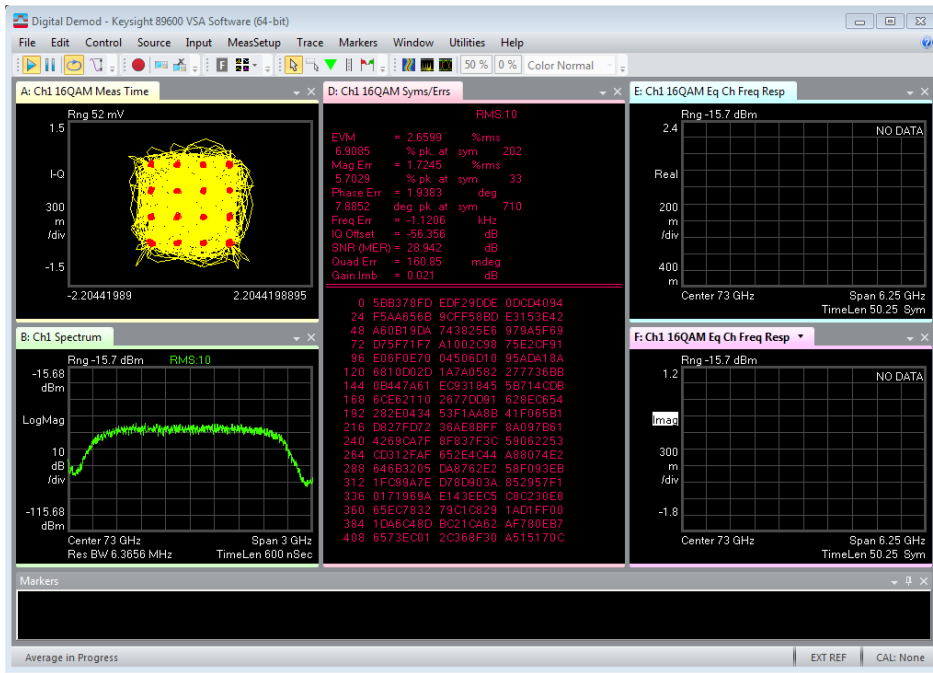 Digital Demod - Keysight 89600 VSA Software (64-bit)
File Edit Control Source Input MeasSetup Trace Markers Window Utilities Help
50 % 0 % Color Normal
A: Ch1 16QAM Meas Time
Rng 52 mV
1.5
I-Q
300
m
/div
-1.5
-2.20441989 2.2044198895
B: Ch1 Spectrum
Rng -15.7 dBm RMS:10
-15.68
dBm
LogMag
10
dB
/div
-115.68
dBm
Center 73 GHz Span 3 GHz
Res BW 6.3656 MHz TimeLen 600 nSec
D: Ch1 16QAM Syms/Errs
RMS:10
EVM = 2.6599 %rms
6.9085 % pk at sym 202
Mag Err = 1.7245 %rms
5.7029 % pk at sym 33
Phase Err = 1.9383 deg
7.8852 deg pk at sym 710
Freq Err = -1.1206 kHz
IQ Offset = -56.356 dB
SNR (MER) = 28.942 dB
Quad Err = 160.85 mdeg
Gain Imb = 0.021 dB
0 5BB378FD EDF29DDE 0DCD4094
24 F5AA656B 9CFF58BD E3153E42
48 A60B19DA 743825E6 979A5F69
72 D75F71F7 A1002C98 75E2CF91
96 E06F0E70 04506D10 95ADA18A
120 6810D02D 1A7A0582 277736BB
144 0B447A61 EC931845 5B714CDB
168 6CE62110 2677DD91 628EC654
192 282E0434 53F1AA8B 41F065B1
216 D827FD72 36AE8BFF 8A097B61
240 4269CA7F 8F837F3C 59062253
264 CD312FAF 652E4C44 A88074E2
288 646B3205 DA8762E2 58F093EB
312 1FC99A7E D78D903A 852957F1
336 0171969A E143EEC5 C8C230E8
360 65EC7832 79C1C829 1AD1FF00
384 1DA6C48D BC21CA62 AF780EB7
408 6573EC01 2C368F30 A515170C
E: Ch1 16QAM Eq Ch Freq Resp
Rng -15.7 dBm
2.4
NO DATA
Real
200
m
/div
400
m
Center 73 GHz Span 6.25 GHz
TimeLen 50.25 Sym
F: Ch1 16QAM Eq Ch Freq Resp
Rng -15.7 dBm
1.2
NO DATA
Imag
300
m
/div
-1.8
Center 73 GHz Span 6.25 GHz
TimeLen 50.25 Sym
Markers
Average in Progress EXT REF CAL: None